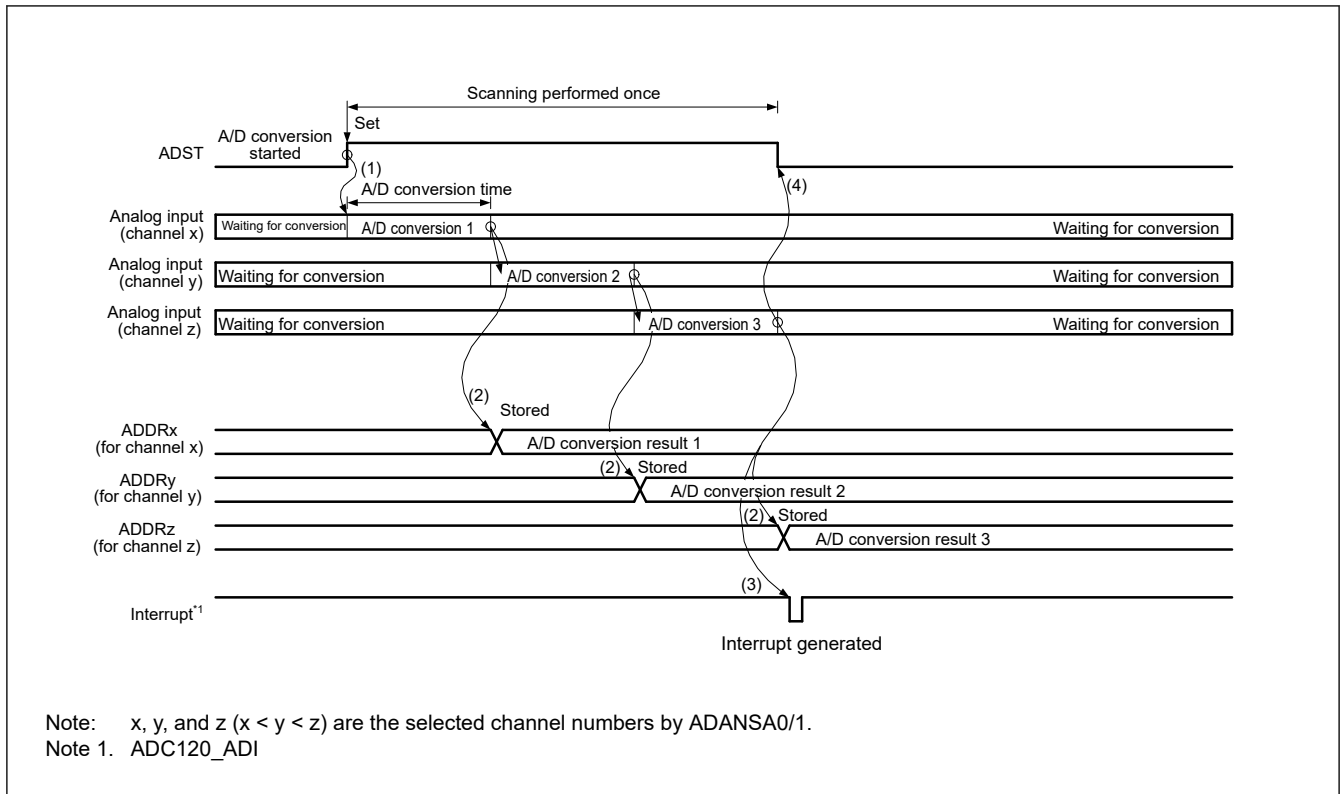 Scanning performed once
Set
A/D conversion
started
ADST
(1)
A/D conversion time
(4)
Analog input
(channel x)
Waiting for conversion
A/D conversion 1
Waiting for conversion
Analog input
(channel y)
Waiting for conversion
A/D conversion 2
Waiting for conversion
Analog input
(channel z)
Waiting for conversion
A/D conversion 3
Waiting for conversion
(2)
Stored
ADDRx
(for channel x)
A/D conversion result 1
(2)
Stored
ADDRy
(for channel y)
A/D conversion result 2
(2)
Stored
ADDRz
(for channel z)
A/D conversion result 3
(3)
Interrupt*1
Interrupt generated
Note: x, y, and z (x < y < z) are the selected channel numbers by ADANSA0/1.
Note 1. ADC120_ADI